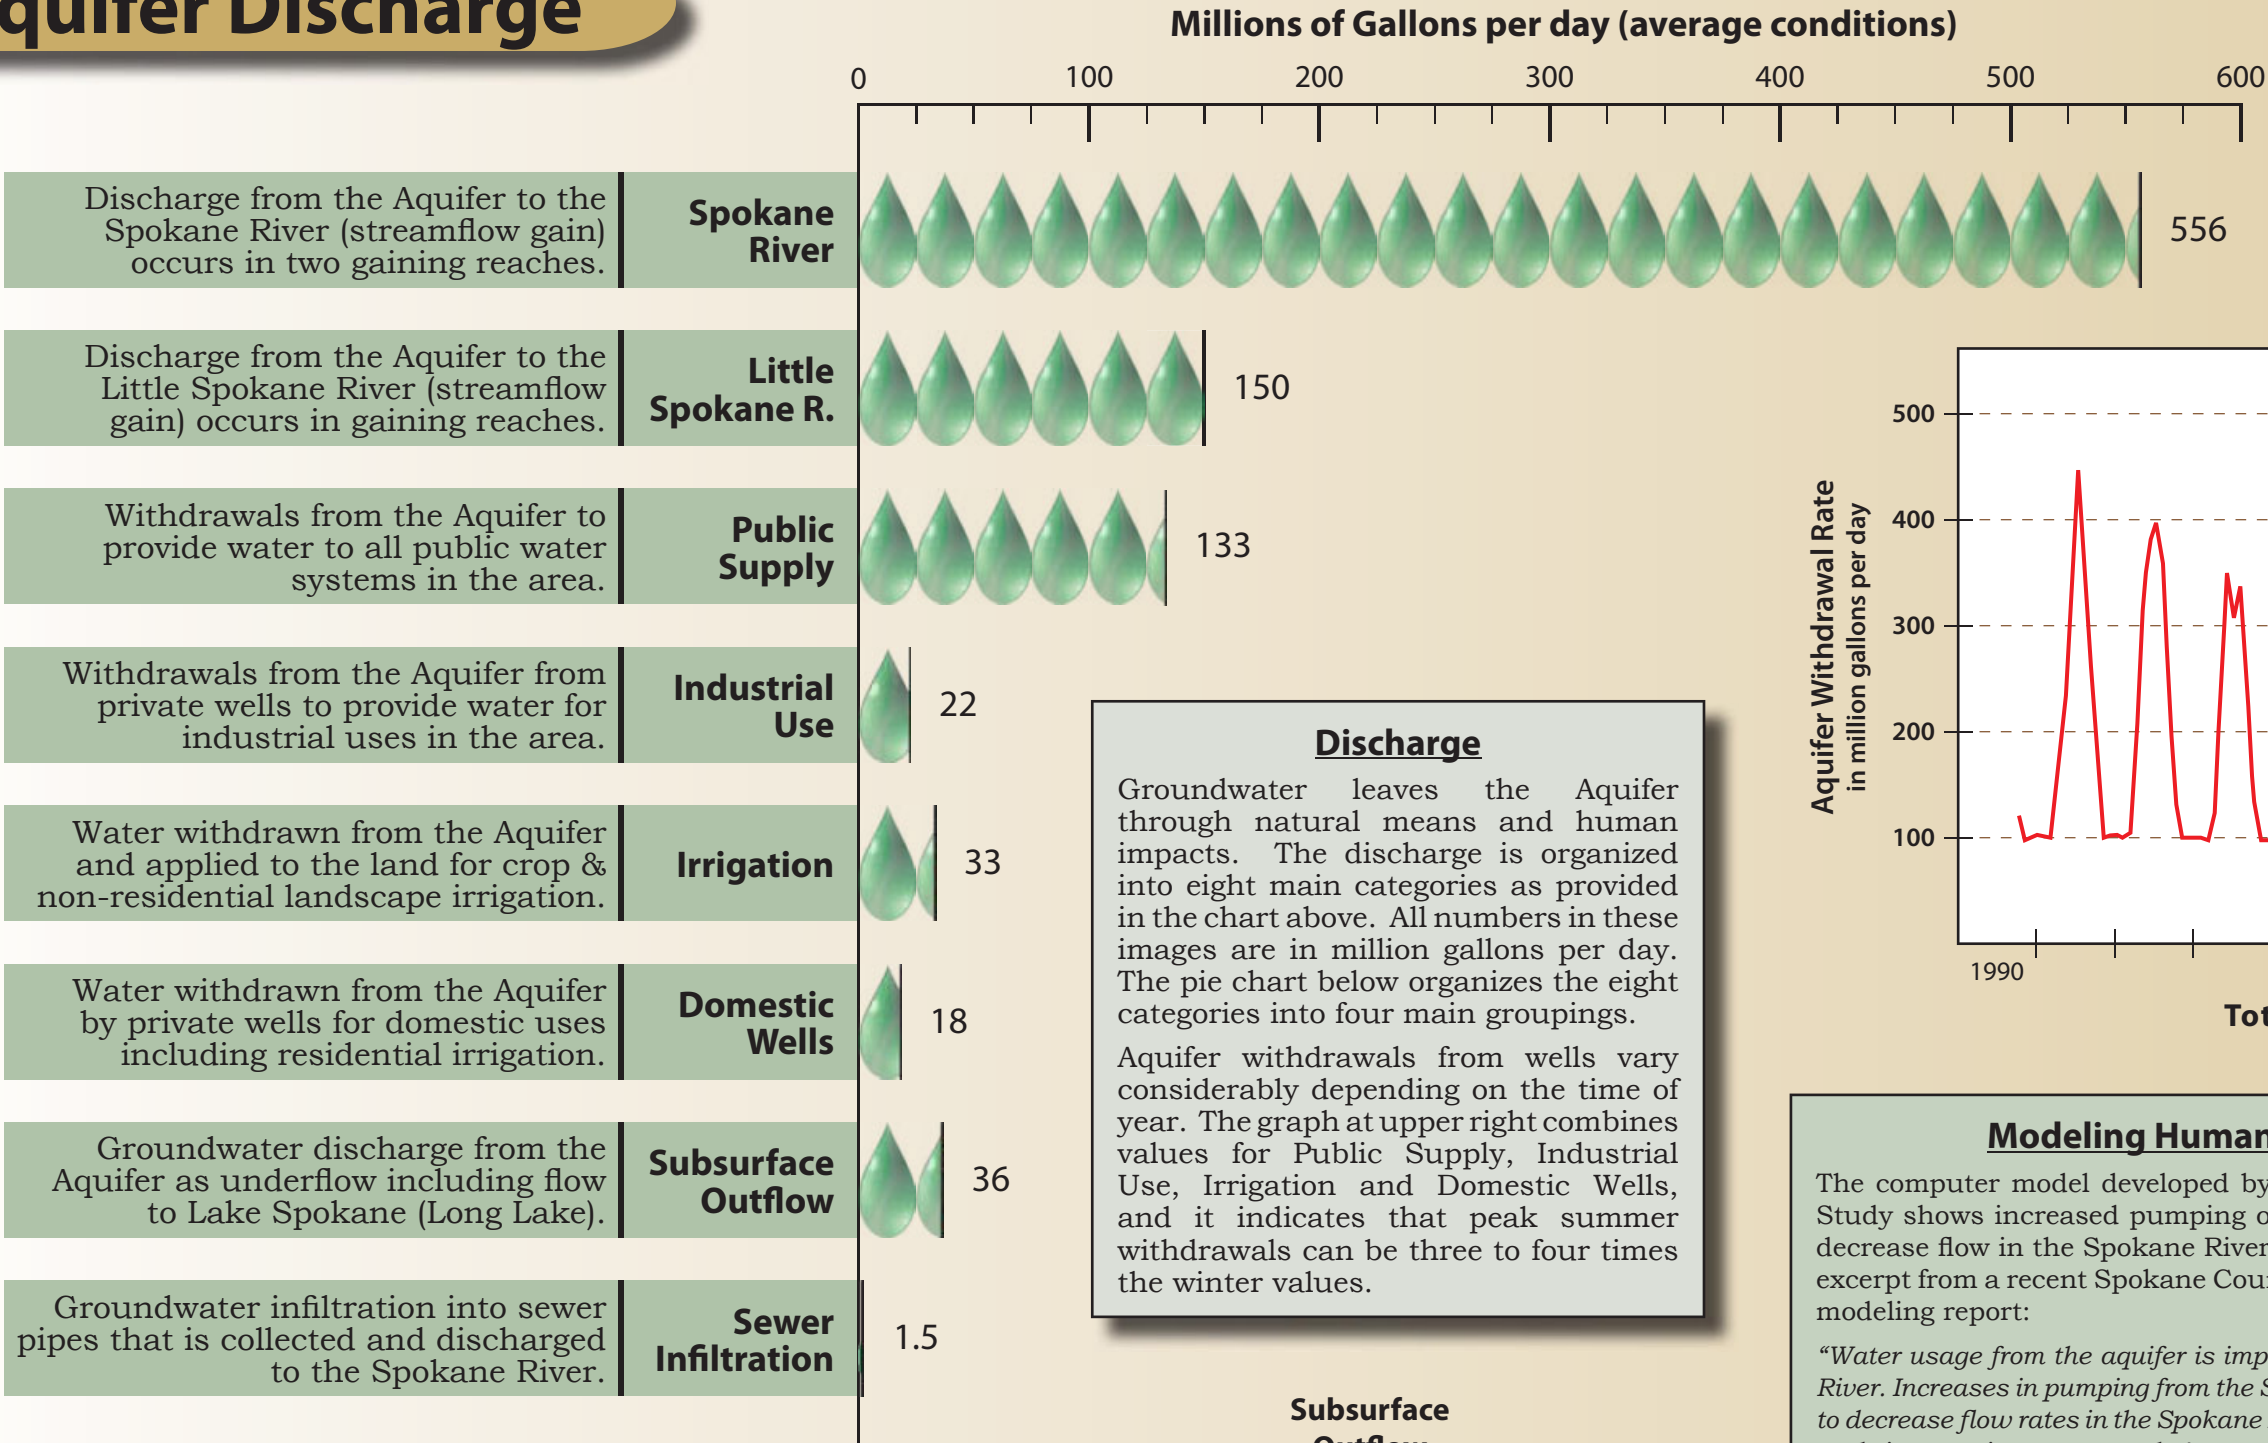 quifer Discharge
Millions of Gallons per day (average conditions)
0 100 200 300 400 500 600
Discharge from the Aquifer to the
Spokane River (streamflow gain)
occurs in two gaining reaches.
Spokane
River
556
Discharge from the Aquifer to the
Little Spokane River (streamflow
gain) occurs in gaining reaches.
Little
Spokane R.
150
Withdrawals from the Aquifer to
provide water to all public water
systems in the area.
Public
Supply
133
Withdrawals from the Aquifer from
private wells to provide water for
industrial uses in the area.
Industrial
Use
22
Water withdrawn from the Aquifer
and applied to the land for crop &
non-residential landscape irrigation.
Irrigation
33
Water withdrawn from the Aquifer
by private wells for domestic uses
including residential irrigation.
Domestic
Wells
18
Groundwater discharge from the
Aquifer as underflow including flow
to Lake Spokane (Long Lake).
Subsurface
Outflow
36
Groundwater infiltration into sewer
pipes that is collected and discharged
to the Spokane River.
Sewer
Infiltration
1.5
Discharge
Groundwater leaves the Aquifer
through natural means and human
impacts. The discharge is organized
into eight main categories as provided
in the chart above. All numbers in these
images are in million gallons per day.
The pie chart below organizes the eight
categories into four main groupings.
Aquifer withdrawals from wells vary
considerably depending on the time of
year. The graph at upper right combines
values for Public Supply, Industrial
Use, Irrigation and Domestic Wells,
and it indicates that peak summer
withdrawals can be three to four times
the winter values.
Subsurface
Outflow
Aquifer Withdrawal Rate
in million gallons per day
500
400
300
200
100
1990
Tot
Modeling Human
The computer model developed by
Study shows increased pumping o
decrease flow in the Spokane River
excerpt from a recent Spokane Cou
modeling report:
“Water usage from the aquifer is imp
River. Increases in pumping from the S
to decrease flow rates in the Spokane